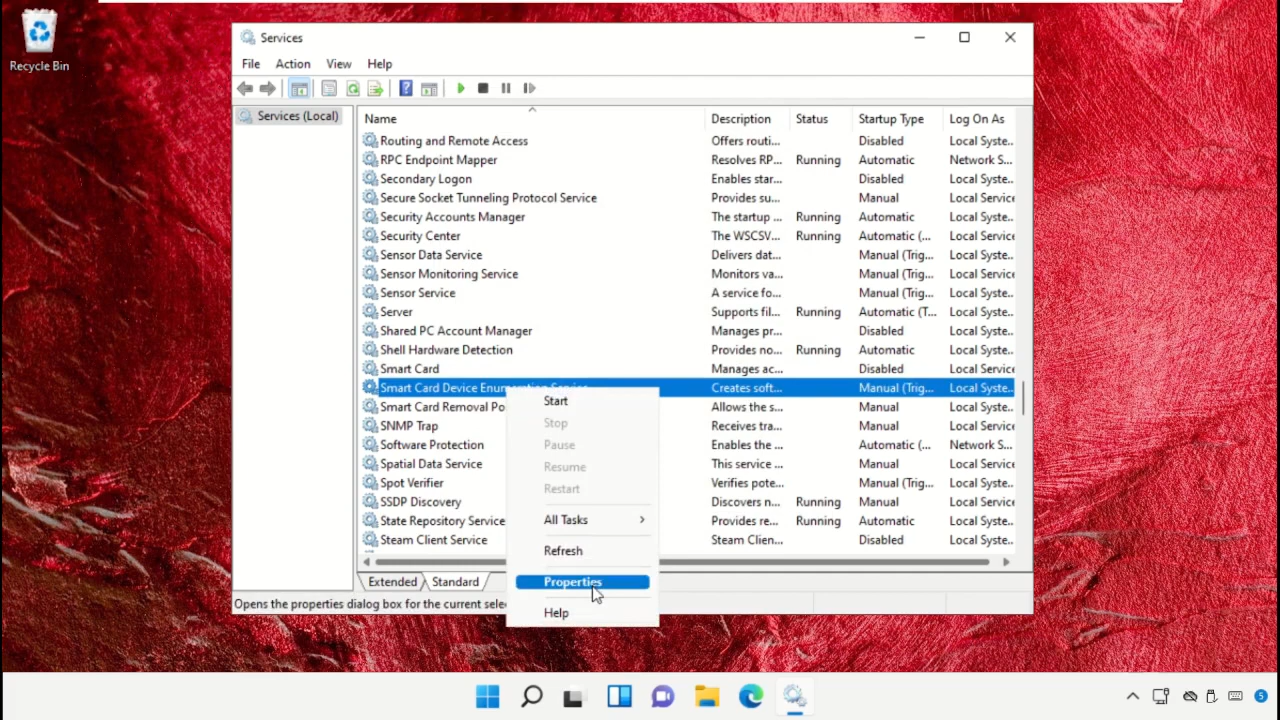 Recycle Bin
Services
File Action View Help
Services (Local)
Name Description Status Startup Type Log On As
Routing and Remote Access Offers routi... Disabled Local Syste..
RPC Endpoint Mapper Resolves RP... Running Automatic Network S...
Secondary Logon Enables star... Disabled Local Syste..
Secure Socket Tunneling Protocol Service Provides su... Manual Local Service
Security Accounts Manager The startup ... Running Automatic Local Syste..
Security Center The WSCSV... Running Automatic (... Local Service
Sensor Data Service Delivers dat... Manual (Trig... Local Syste..
Sensor Monitoring Service Monitors va... Manual (Trig... Local Service
Sensor Service A service fo... Manual (Trig... Local Syste..
Server Supports fil... Running Automatic (T... Local Syste..
Shared PC Account Manager Manages pr... Disabled Local Syste..
Shell Hardware Detection Provides no... Running Automatic Local Syste..
Smart Card Manages ac... Disabled Local Service
Smart Card Device Enumeration Service Creates soft... Manual (Trig... Local Syste..
Smart Card Removal Po Allows the s... Manual Local Syste..
SNMP Trap Receives tra... Manual Local Service
Software Protection Enables the ... Automatic (... Network S...
Spatial Data Service This service ... Manual Local Service
Spot Verifier Verifies pote... Manual (Trig... Local Syste..
SSDP Discovery Discovers n... Running Manual Local Service
State Repository Service Provides re... Running Automatic Local Syste..
Steam Client Service Steam Clien... Disabled Local Syste..
Start
Stop
Pause
Resume
Restart
All Tasks
Refresh
Properties
Help
Extended Standard
Opens the properties dialog box for the current sele
5